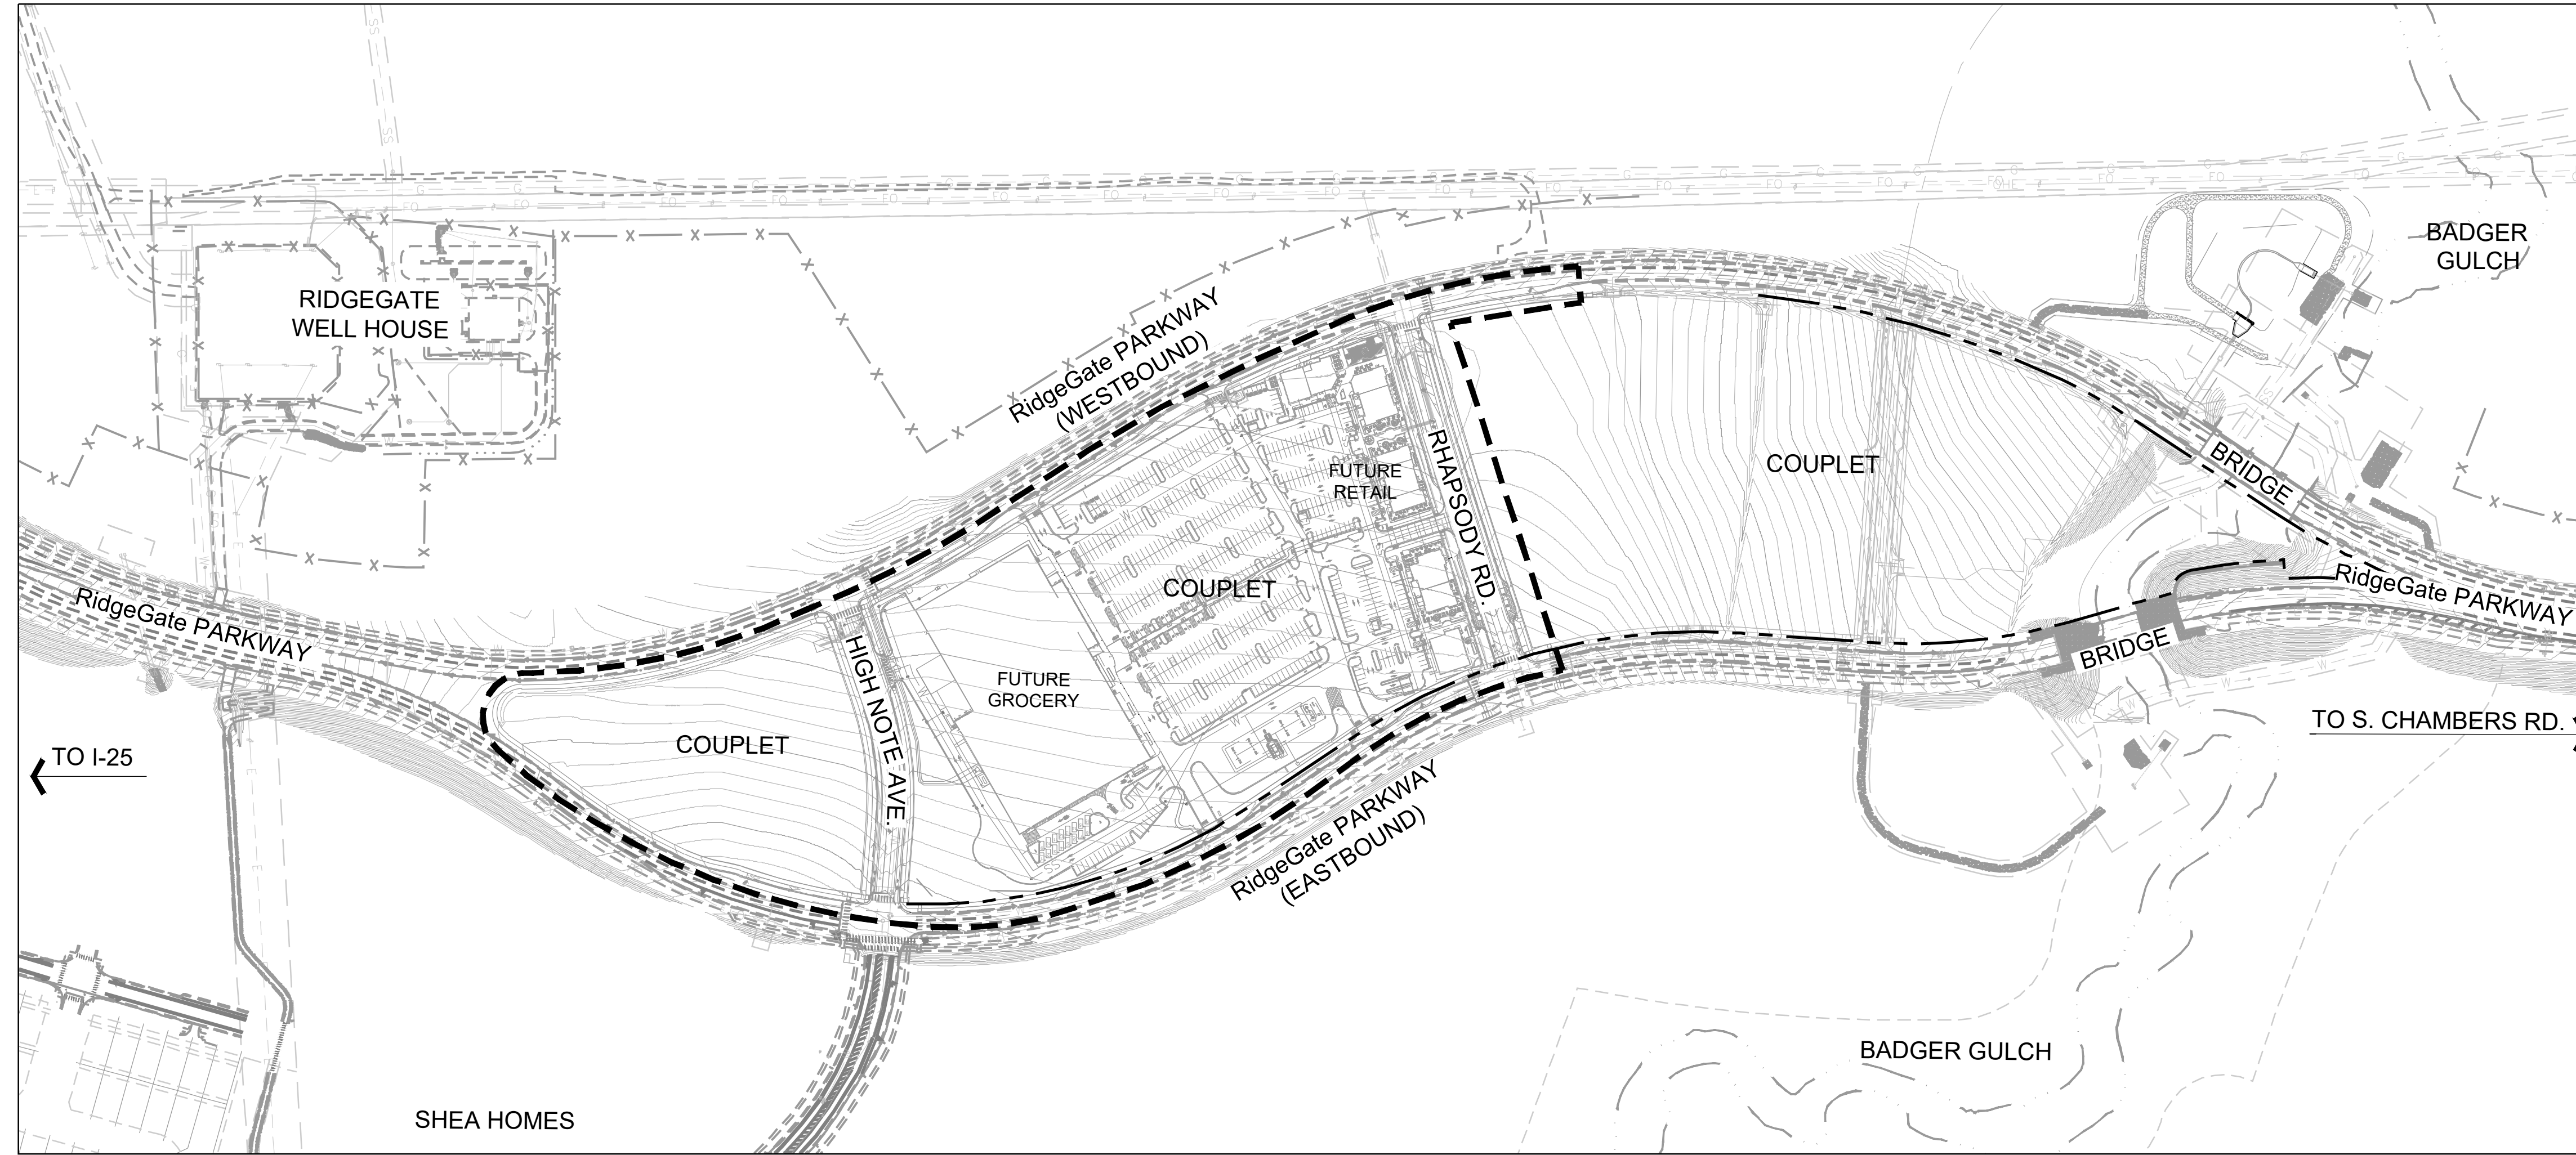 BADGER
GULCH
RIDGEGATE
WELL HOUSE
RidgeGate PARKWAY
(WESTBOUND)
RHAPSODY RD.
FUTURE
RETAIL
COUPLET
BRIDGE
COUPLET
RidgeGate PARKWAY
RidgeGate PARKWAY
HIGH NOTE AVE.
FUTURE
GROCERY
BRIDGE
COUPLET
TO I-25
TO S. CHAMBERS RD.
RidgeGate PARKWAY
(EASTBOUND)
BADGER GULCH
SHEA HOMES